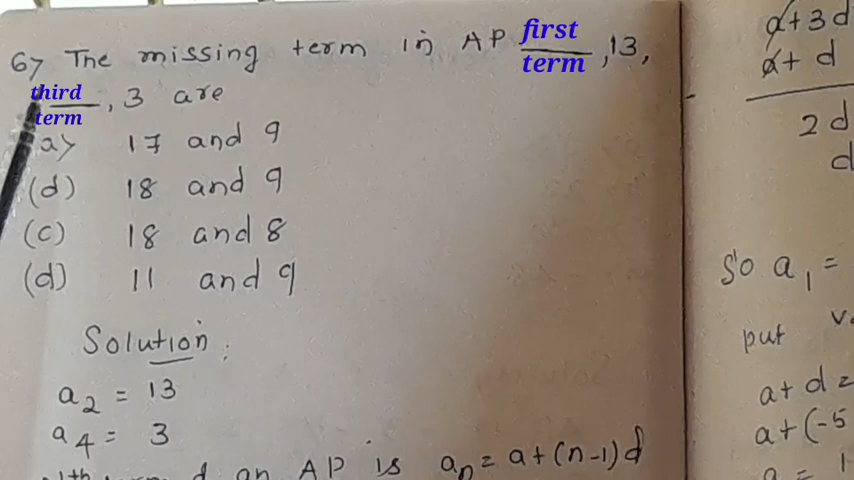 6) The missing term in AP first term, 13,
third term, 3 are
a) 17 and 9
(d) 18 and 9
(c) 18 and 8
(d) 11 and 9
Solution:
a2 = 13
a4 = 3
an AP is an = a+(n-1)d
a+3d
a+ d
2d
d
So a1 =
put
a+d=
a+(-5
a =